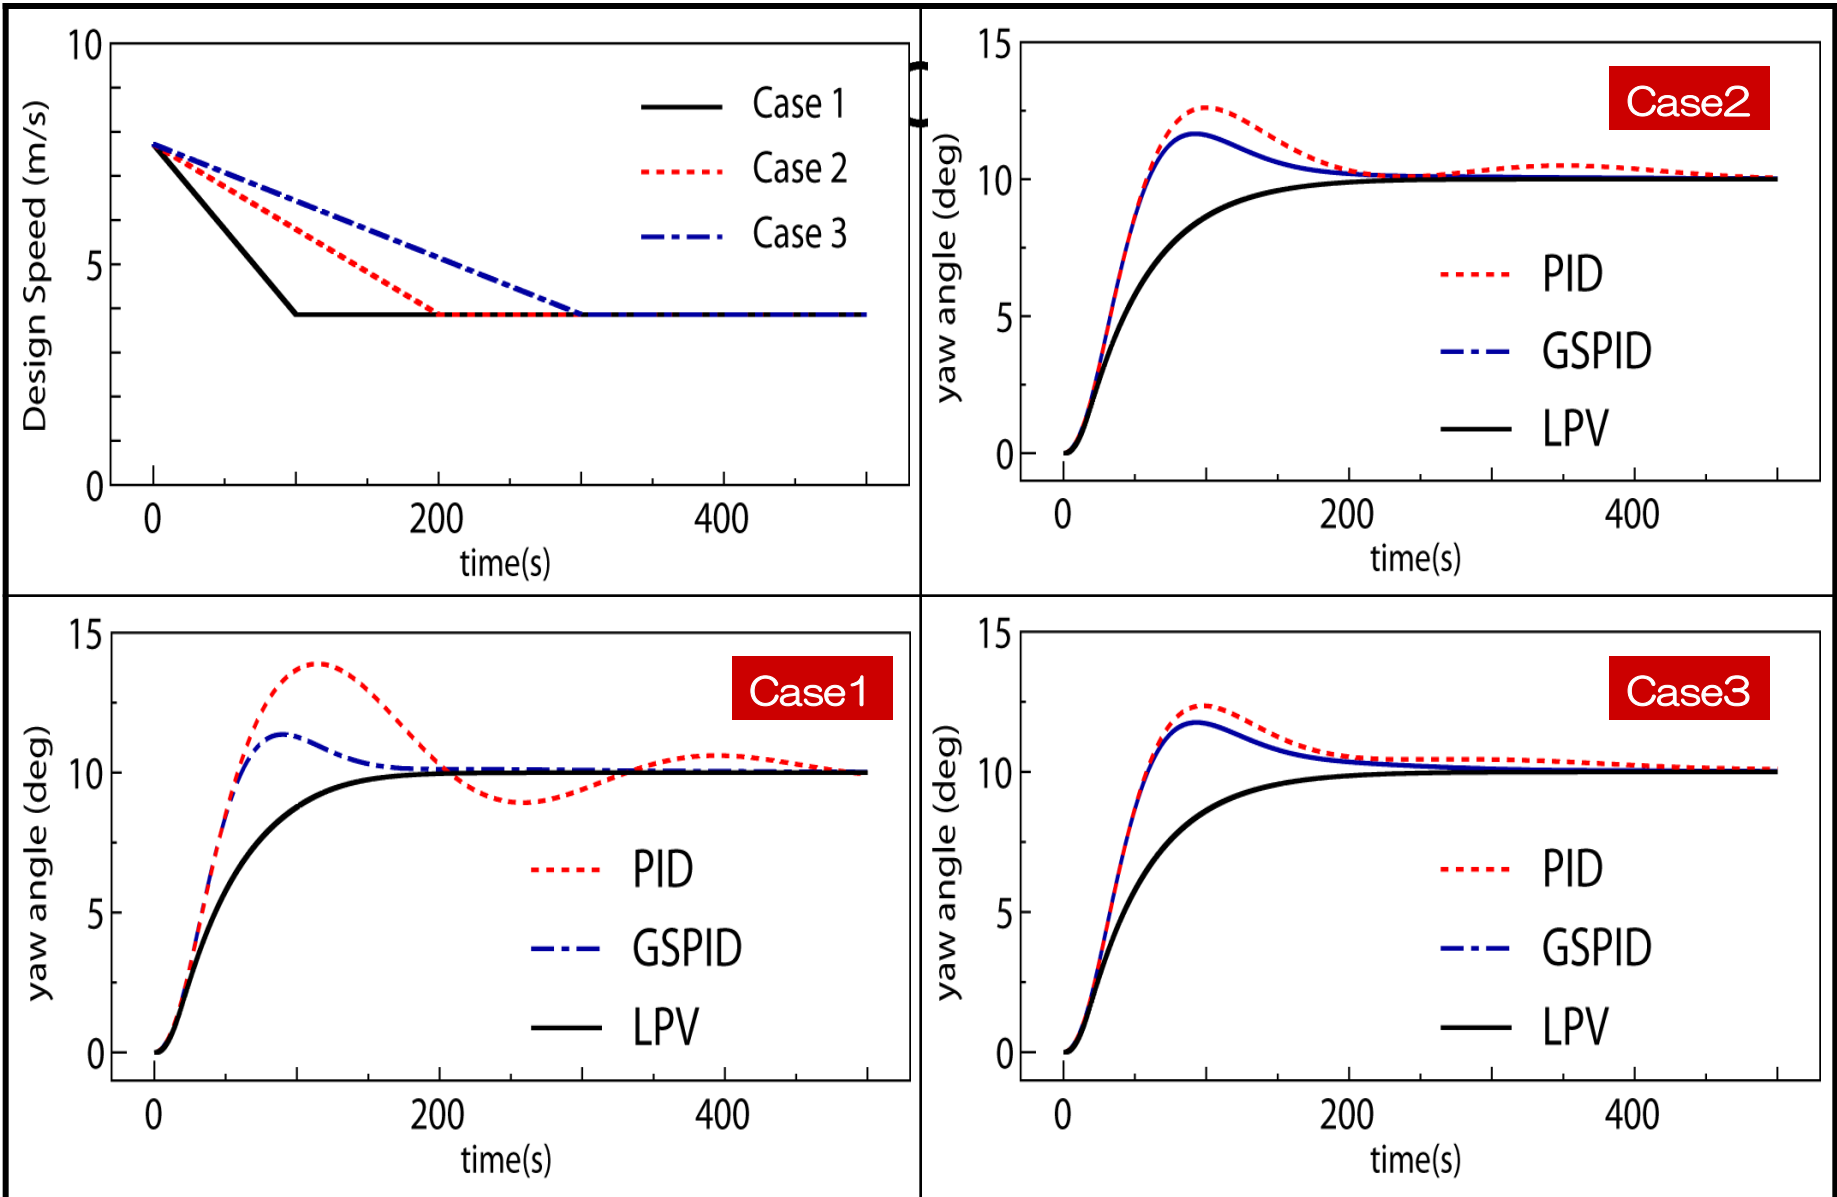 10
5
0
Design Speed (m/s)
Case 1
Case 2
Case 3
0 200 400
time(s)
15
10
5
0
yaw angle (deg)
Case2
PID
GSPID
LPV
0 200 400
time(s)
15
10
5
0
yaw angle (deg)
Case1
PID
GSPID
LPV
0 200 400
time(s)
15
10
5
0
yaw angle (deg)
Case3
PID
GSPID
LPV
0 200 400
time(s)